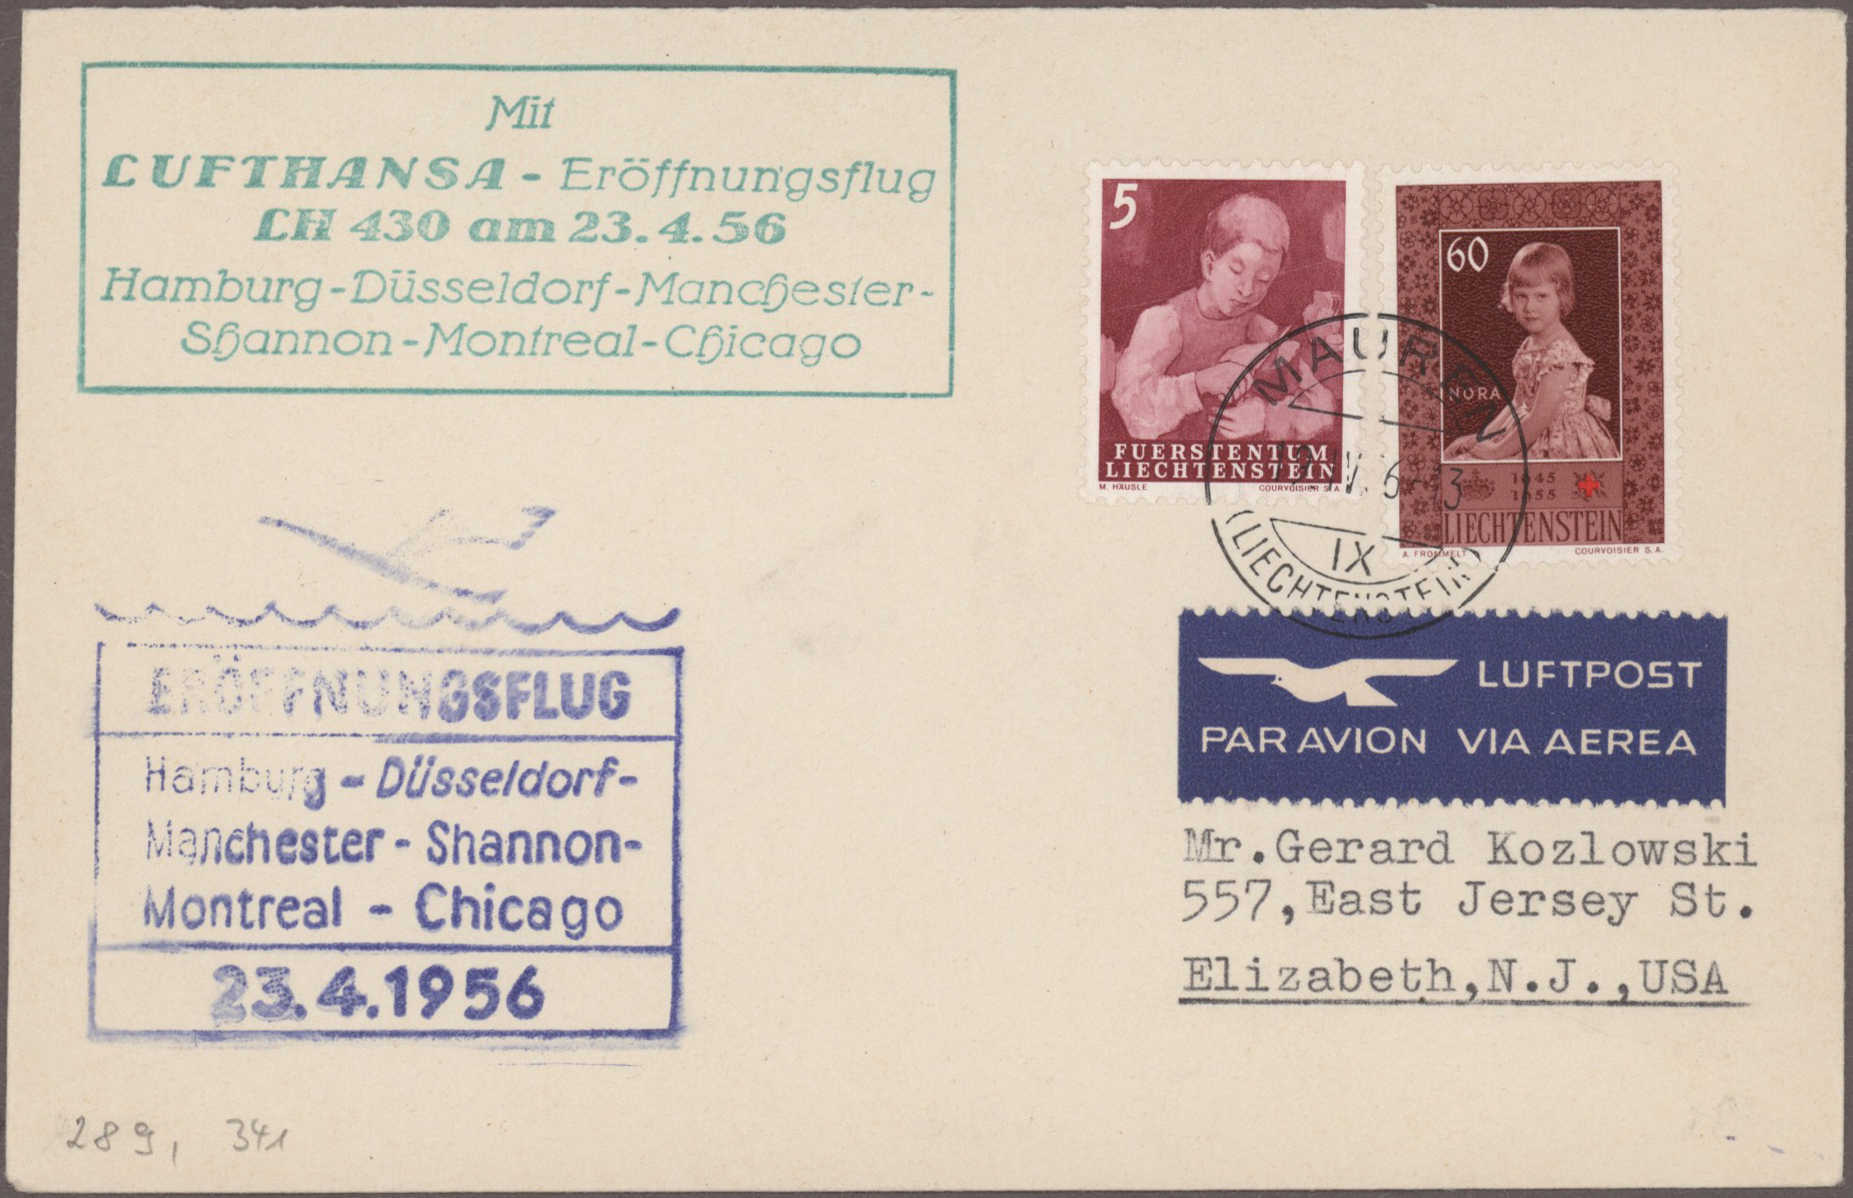 Mit
LUFTHANSA - Eröffnungsflug
LH 430 am 23.4.56
Hamburg-Düsseldorf-Manchester-
Shannon-Montreal-Chicago
5
FUERSTENTUM
LIECHTENSTEIN
M. HÄUSLE COURVOISIER S.A.
60
NORA
1945
1955
LIECHTENSTEIN
A. FROMMELT COURVOISIER S.A.
MAUREN
IX
(LIECHTENSTEIN)
LUFTPOST
PAR AVION VIA AEREA
ERÖFFNUNGSFLUG
Hamburg - Düsseldorf-
Manchester - Shannon-
Montreal - Chicago
23.4.1956
Mr.Gerard Kozlowski
557,East Jersey St.
Elizabeth,N.J.,USA
289, 341